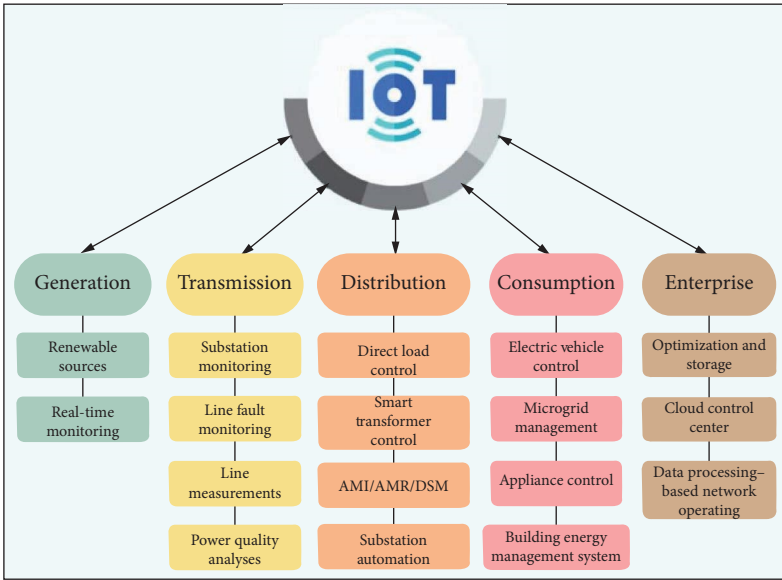 IOT
Generation
Transmission
Distribution
Consumption
Enterprise
Renewable
sources
Real-time
monitoring
Substation
monitoring
Line fault
monitoring
Line
measurements
Power quality
analyses
Direct load
control
Smart
transformer
control
AMI/AMR/DSM
Substation
automation
Electric vehicle
control
Microgrid
management
Appliance control
Building energy
management system
Optimization and
storage
Cloud control
center
Data processing–
based network
operating